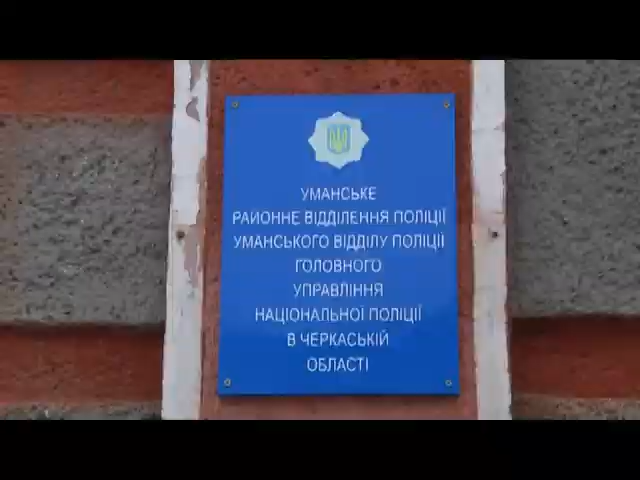 УМАНСЬКЕ
РАЙОННЕ ВІДДІЛЕННЯ ПОЛІЦІЇ
УМАНСЬКОГО ВІДДІЛУ ПОЛІЦІЇ
ГОЛОВНОГО
УПРАВЛІННЯ
НАЦІОНАЛЬНОЇ ПОЛІЦІЇ
В ЧЕРКАСЬКІЙ
ОБЛАСТІ